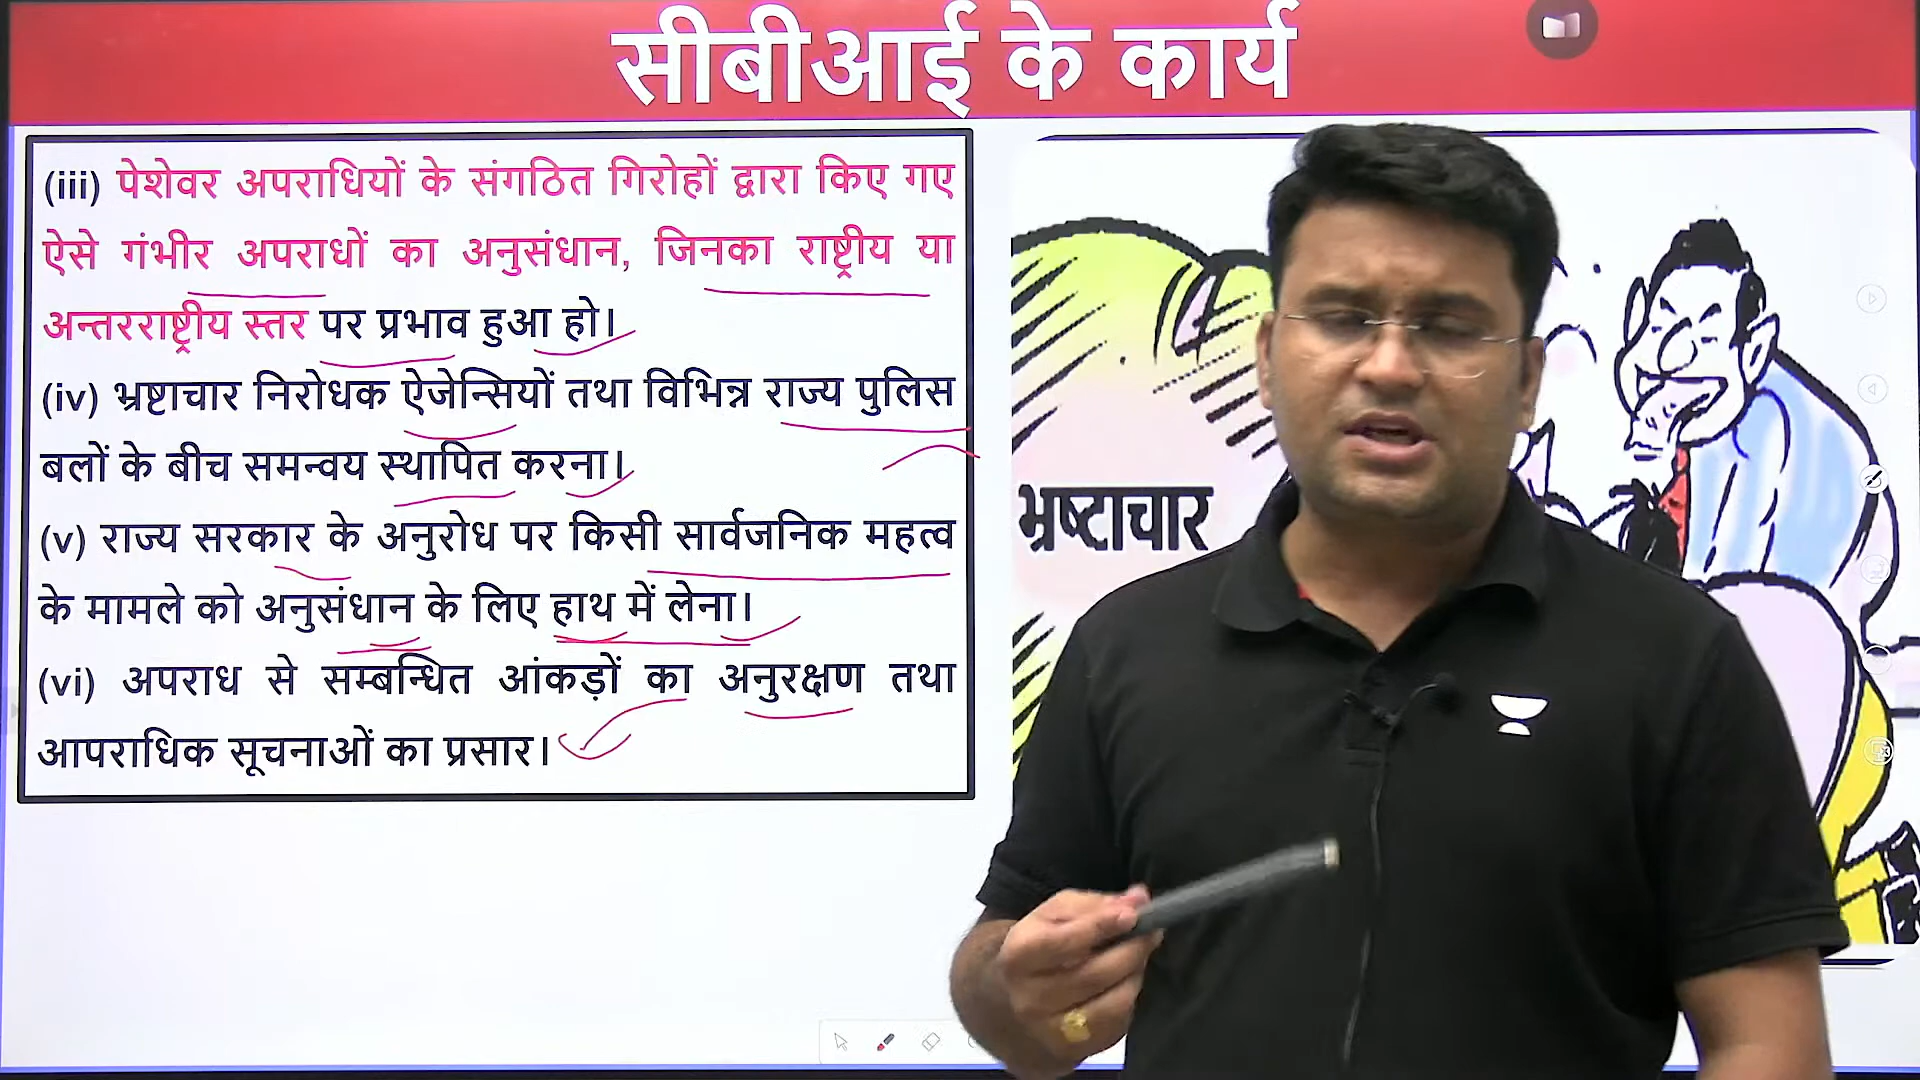 सीबीआई के कार्य
(iii) पेशेवर अपराधियों के संगठित गिरोहों द्वारा किए गए
ऐसे गंभीर अपराधों का अनुसंधान, जिनका राष्ट्रीय या
अन्तरराष्ट्रीय स्तर पर प्रभाव हुआ हो।
(iv) भ्रष्टाचार निरोधक ऐजेन्सियों तथा विभिन्न राज्य पुलिस
बलों के बीच समन्वय स्थापित करना।
(v) राज्य सरकार के अनुरोध पर किसी सार्वजनिक महत्व
के मामले को अनुसंधान के लिए हाथ में लेना।
(vi) अपराध से सम्बन्धित आंकड़ों का अनुरक्षण तथा
आपराधिक सूचनाओं का प्रसार।
भ्रष्टाचार